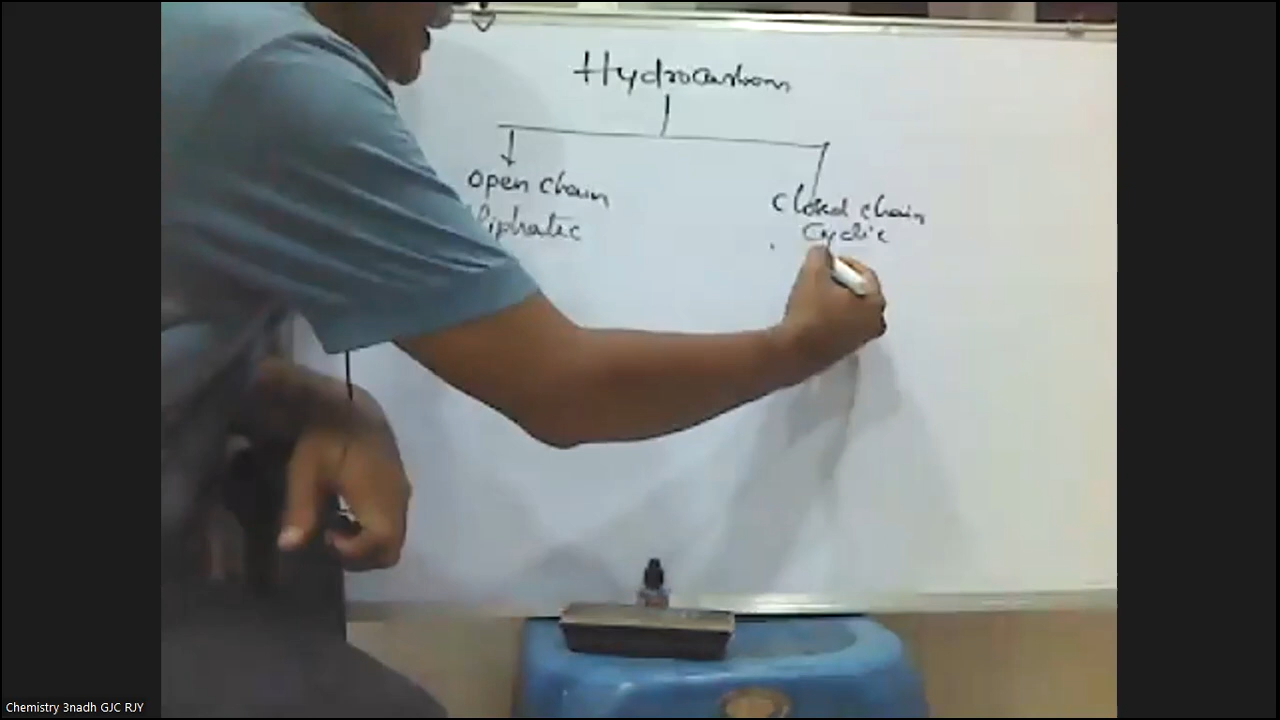 Hydrocarbons
Open chain
Closed chain
liphatic
Cyclic
Chemistry 3nadh GJC RJY